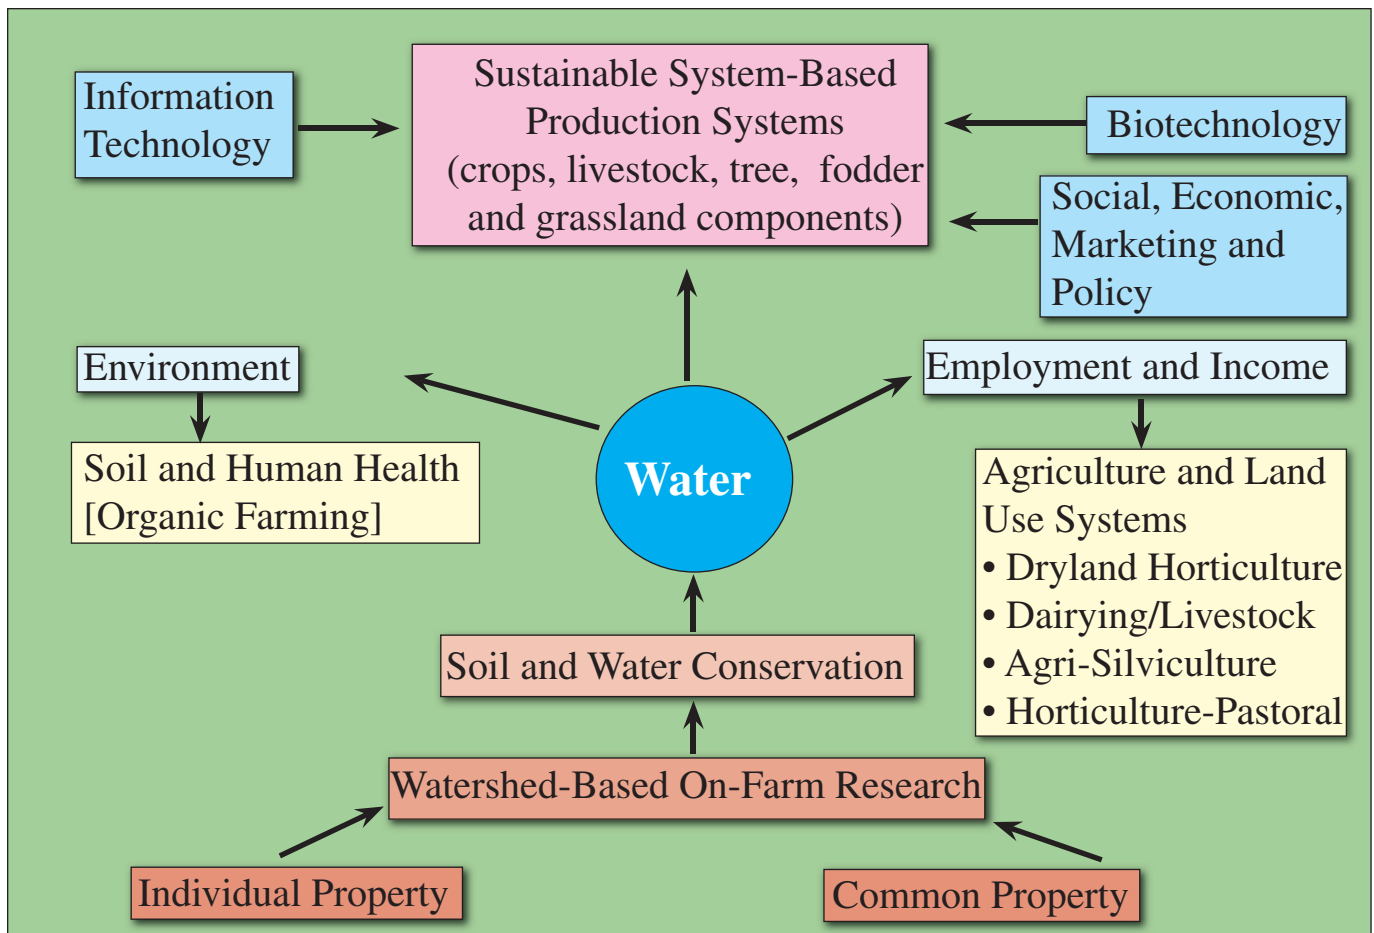 Information
Technology
Sustainable System-Based
Production Systems
(crops, livestock, tree, fodder
and grassland components)
Biotechnology
Social, Economic,
Marketing and
Policy
Environment
Soil and Human Health
[Organic Farming]
Water
Employment and Income
Agriculture and Land
Use Systems
• Dryland Horticulture
• Dairying/Livestock
• Agri-Silviculture
• Horticulture-Pastoral
Soil and Water Conservation
Watershed-Based On-Farm Research
Individual Property
Common Property